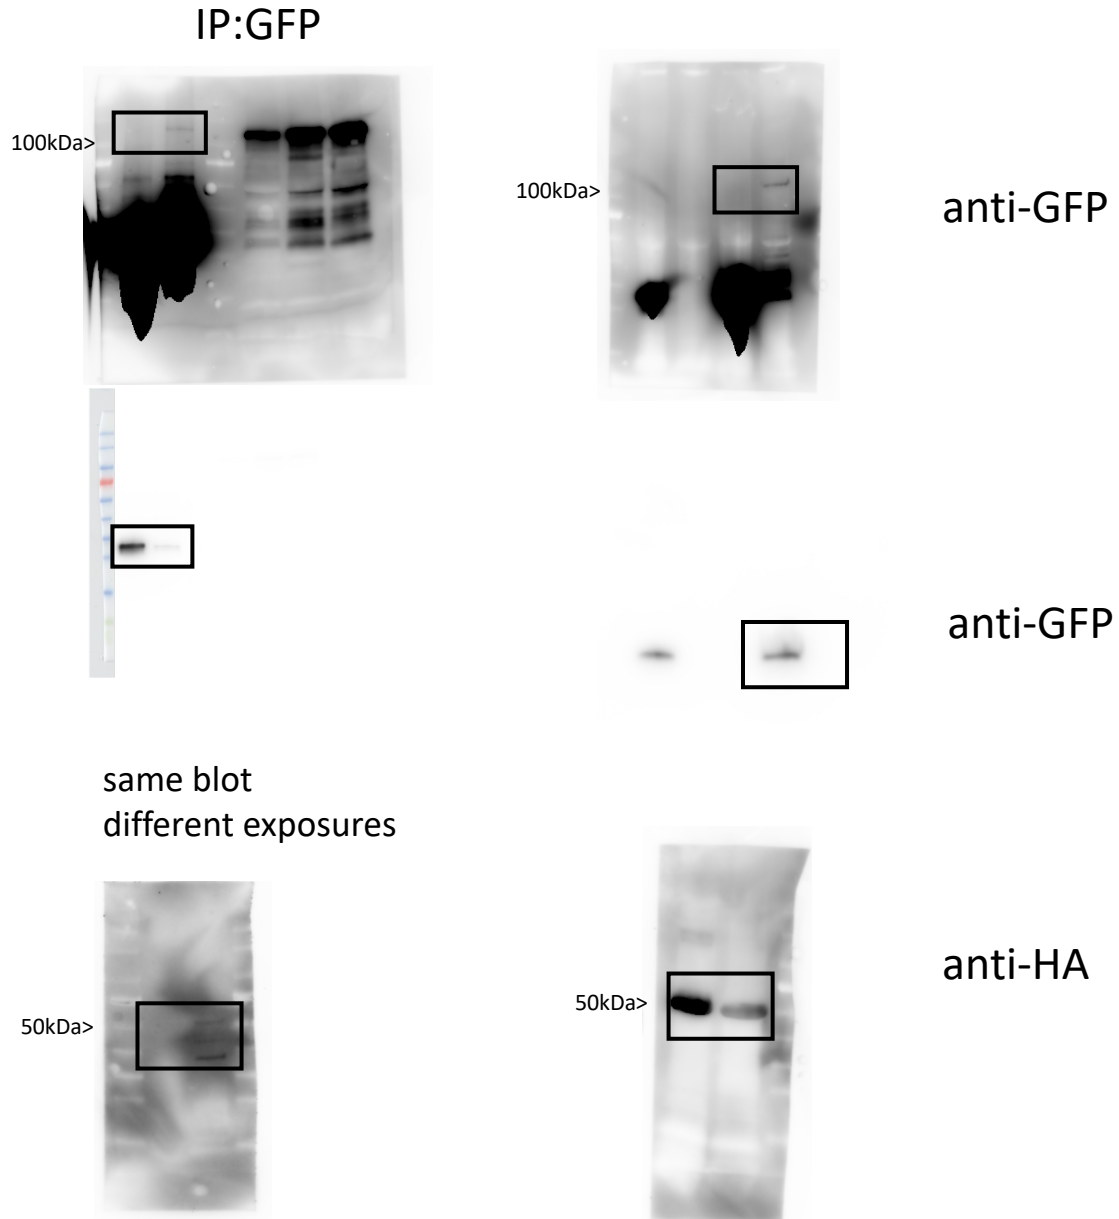 IP:GFP
100kDa>
100kDa>
anti-GFP
anti-GFP
same blot
different exposures
50kDa>
50kDa>
anti-HA